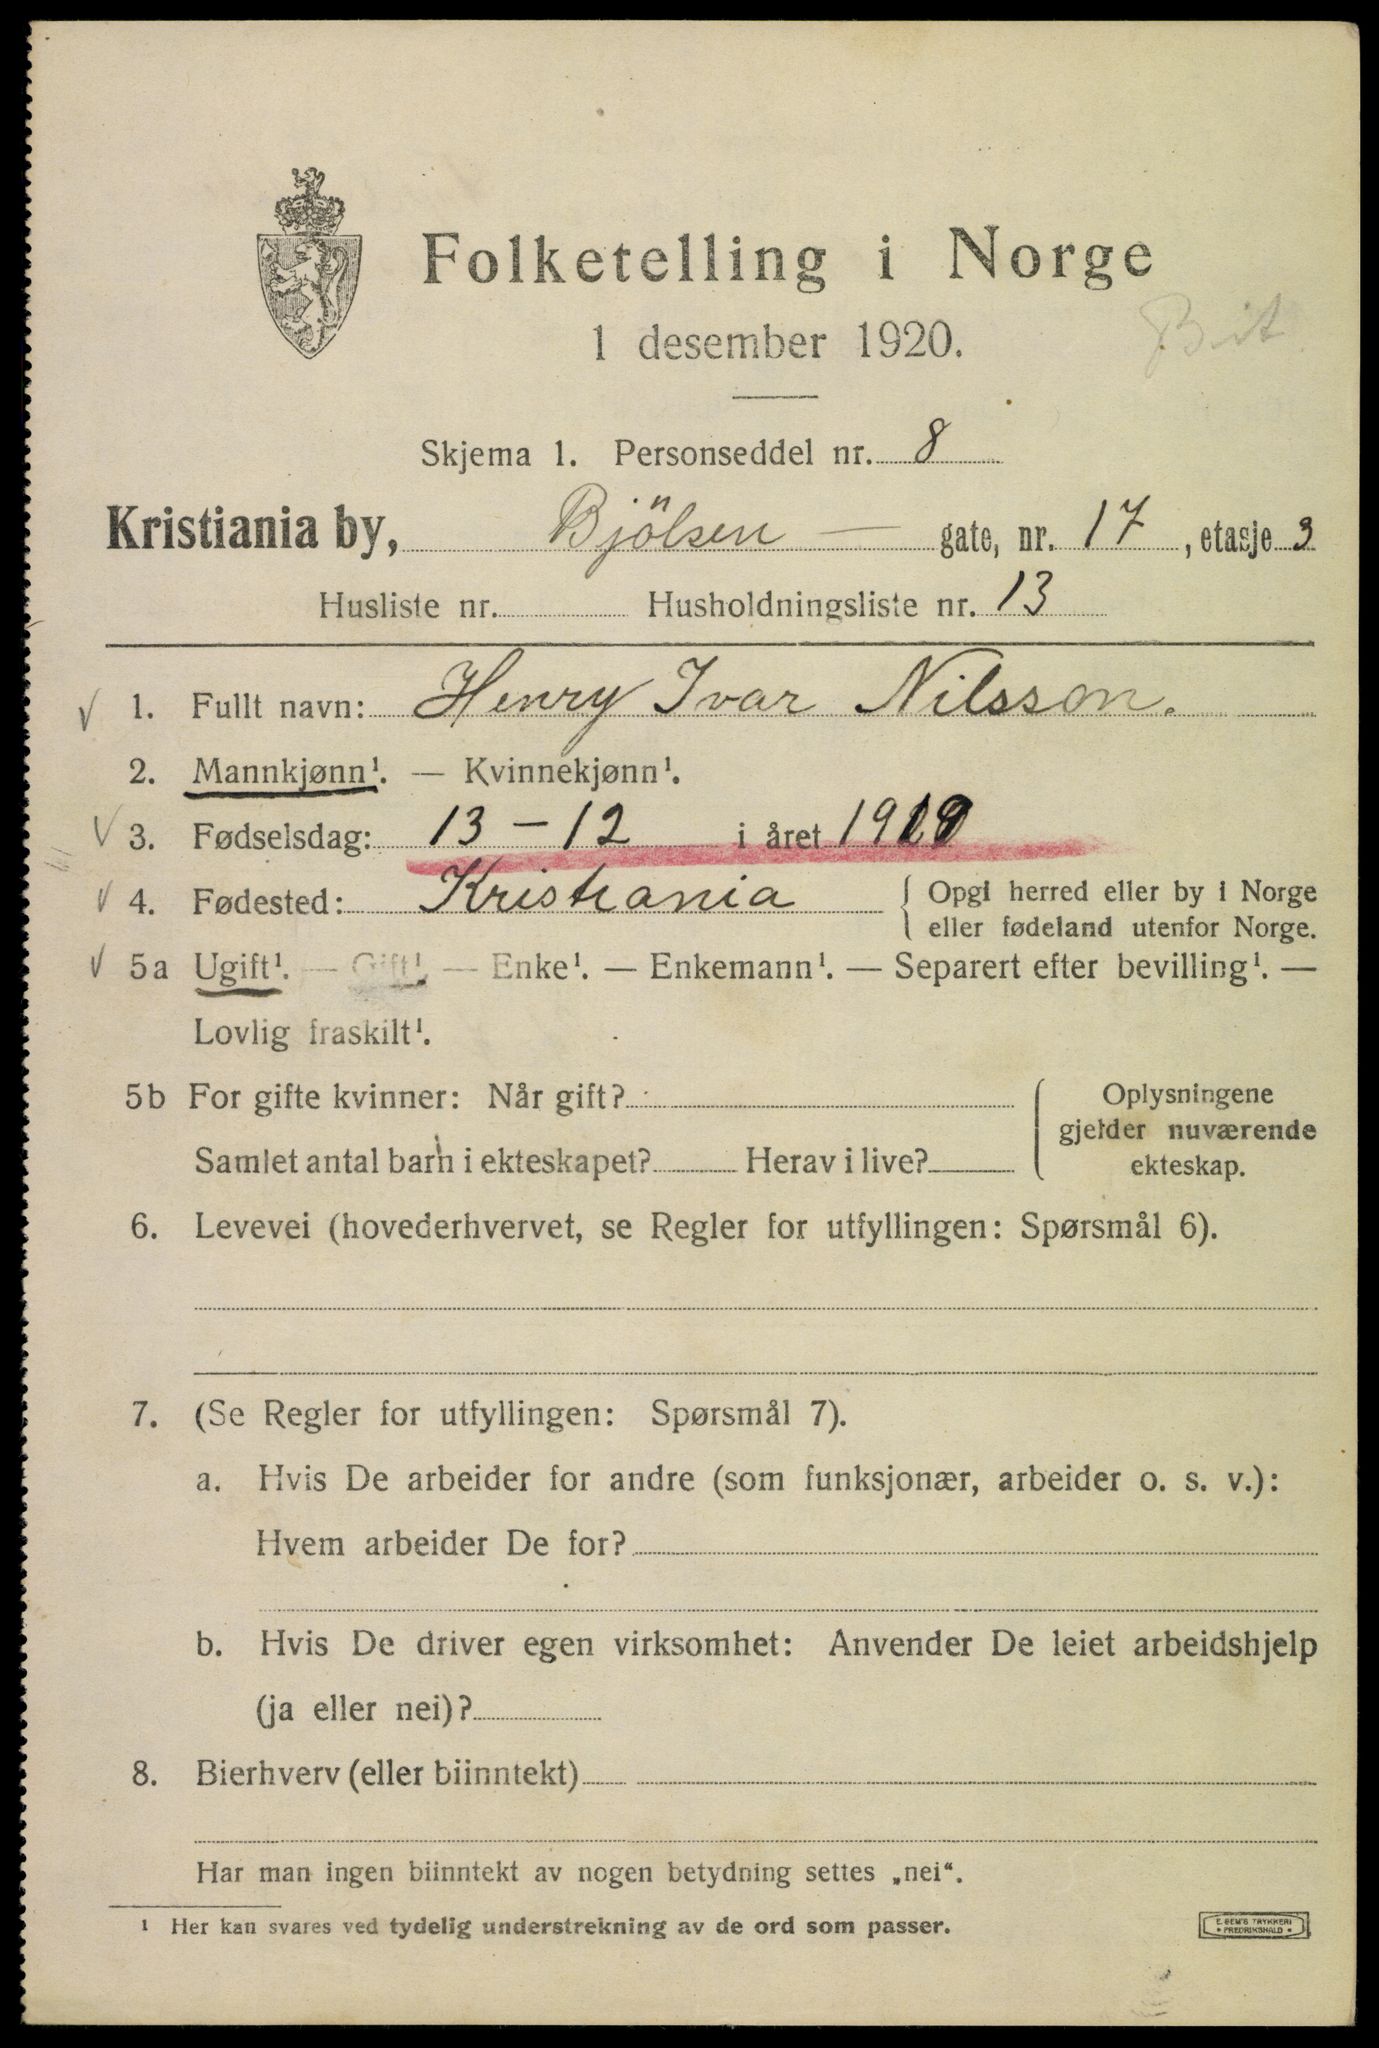 Folketelling i Norge
1 desember 1920.
Skjema 1. Personseddel nr. 8
Kristiania by, Bjölsen — gate, nr. 17, etasje 3
Husliste nr. Husholdningsliste nr. 13
1. Fullt navn: Henry Ivar Nilsson.
2. Mannkjønn¹. — Kvinnekjønn¹.
3. Fødselsdag: 13 - 12 i året
4. Fødested: Kristiania { Opgi herred eller by i Norge
eller fødeland utenfor Norge.
5a Ugift¹. — Gift¹. — Enke¹. — Enkemann¹. — Separert efter bevilling¹. —
Lovlig fraskilt¹.
5b For gifte kvinner: Når gift? Oplysningene
gjelder nuværende
Samlet antal barn i ekteskapet? Herav i live? ekteskap.
6. Levevei (hovederhvervet, se Regler for utfyllingen: Spørsmål 6).
7. (Se Regler for utfyllingen: Spørsmål 7).
a. Hvis De arbeider for andre (som funksjonær, arbeider o. s. v.):
Hvem arbeider De for?
b. Hvis De driver egen virksomhet: Anvender De leiet arbeidshjelp
(ja eller nei)?
8. Bierhverv (eller biinntekt)
Har man ingen biinntekt av nogen betydning settes „nei“.
¹ Her kan svares ved tydelig understrekning av de ord som passer.
E. SEM'S TRYKKERI
* FREDRIKSHALD *